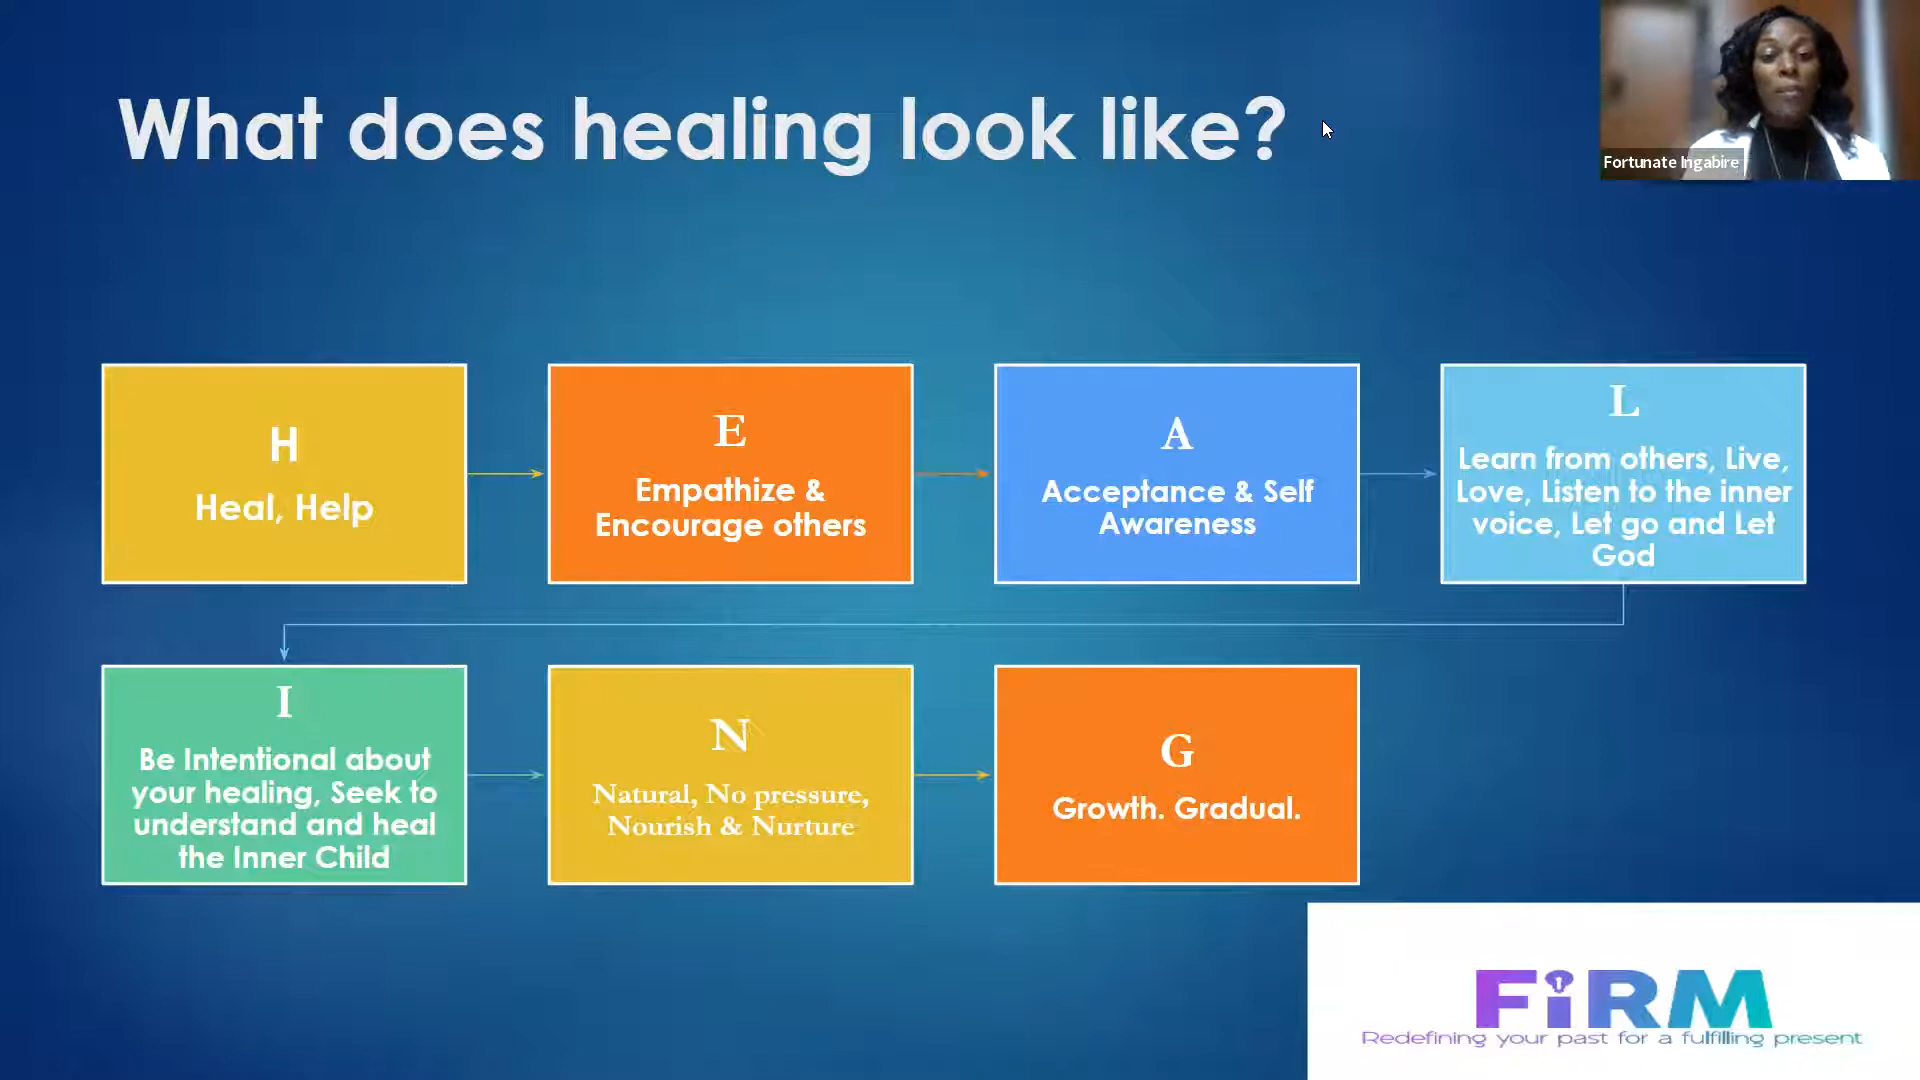 What does healing look like?
Fortunate Ingabire
H
Heal, Help
E
Empathize &
Encourage others
A
Acceptance & Self
Awareness
L
Learn from others, Live,
Love, Listen to the inner
voice, Let go and Let
God
I
Be Intentional about
your healing, Seek to
understand and heal
the Inner Child
N
Natural, No pressure,
Nourish & Nurture
G
Growth. Gradual.
FiRM
Redefining your past for a fulfilling present